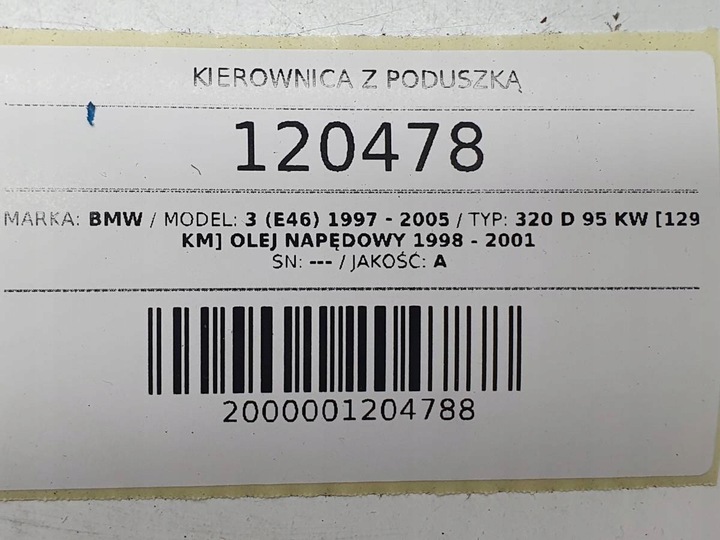 KIEROWNICA Z PODUSZKĄ
120478
MARKA: BMW / MODEL: 3 (E46) 1997 - 2005 / TYP: 320 D 95 KW [129
KM] OLEJ NAPĘDOWY 1998 - 2001
SN: --- / JAKOŚĆ: A
2000001204788